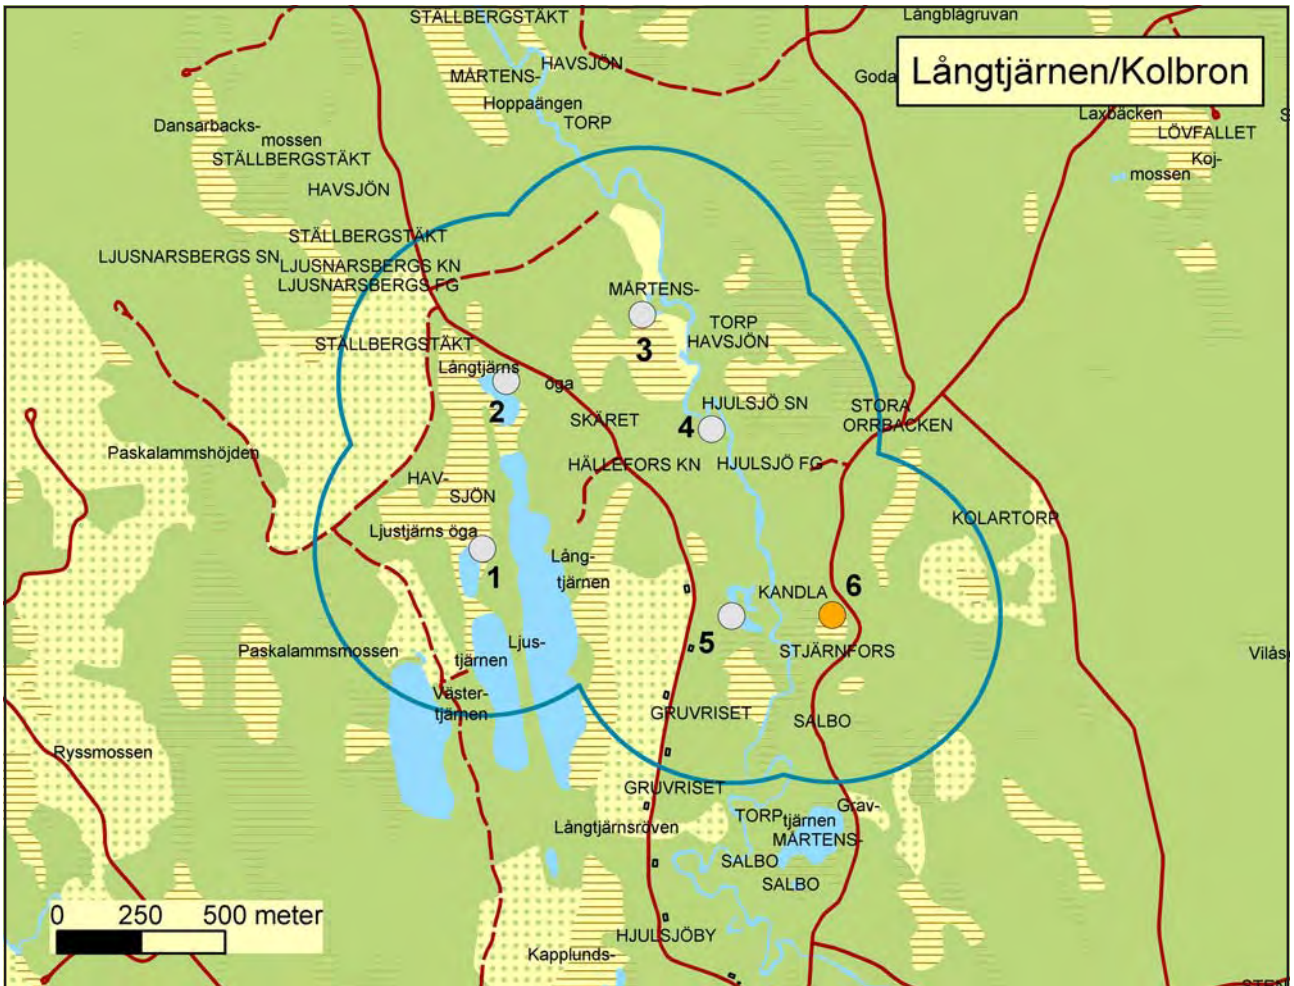 STÄLLBERGSTÄKT
Långblågruvan
HAVSJÖN
Långtjärnen/Kolbron
MÅRTENS-
Goda
Hoppaängen
TORP
Laxbäcken
LÖVFALLET
Dansarbacks-
mossen
STÄLLBERGSTÄKT
Koj-
mossen
HAVSJÖN
STÄLLBERGSTÄKT
LJUSNARSBERGS SN
LJUSNARSBERGS KN
LJUSNARSBERGS FG
MÅRTENS-
TORP
HAVSJÖN
STÄLLBERGSTÄKT
3
Långtjärns öga
2
SKÄRET
4
HJULSJÖ SN
STORA
ORRBACKEN
Paskalammshöjden
HÄLLEFORS KN
HJULSJÖ FG
HAV-
SJÖN
KOLARTORP
Ljustjärns öga
1
Lång-
tjärnen
KANDLA
6
5
Ljus-
tjärnen
STJÄRNFORS
Paskalammsmossen
Väster-
tjärnen
GRUVRISET
SALBO
Ryssmossen
GRUVRISET
Grav-
tjärnen
TORP
MÅRTENS-
Långtjärnsröven
SALBO
SALBO
0 250 500 meter
HJULSJÖBY
Kapplunds-